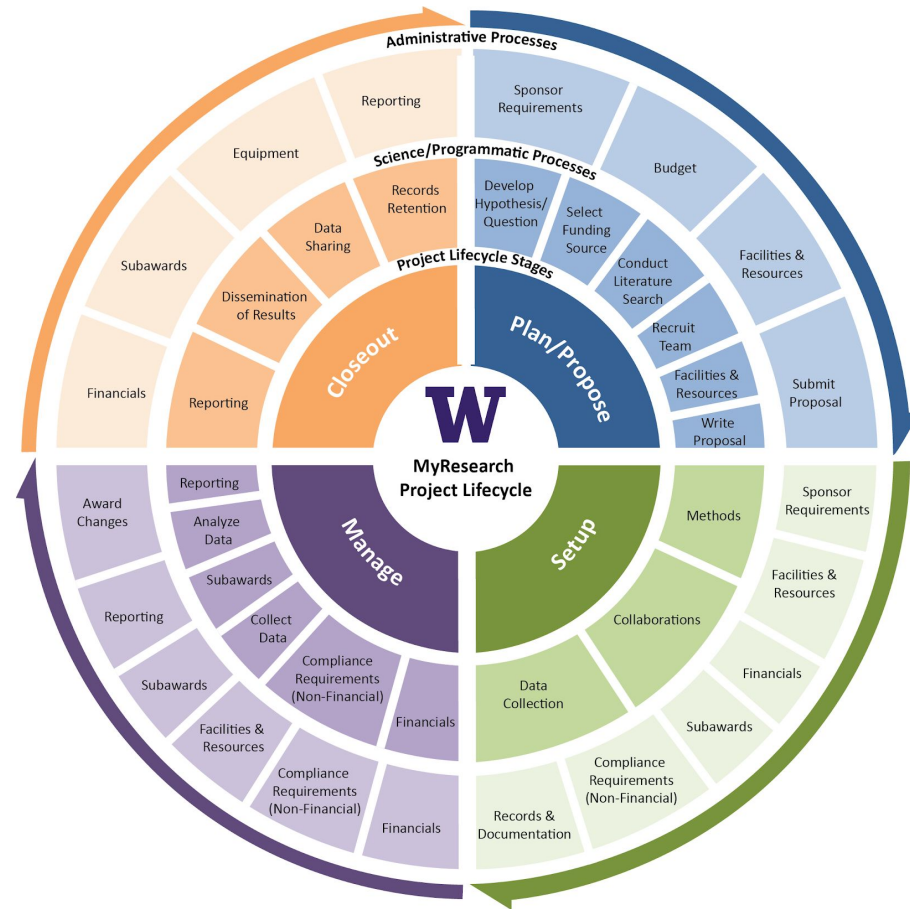 Administrative Processes
Sponsor
Requirements
Budget
Facilities &
Resources
Submit
Proposal
Reporting
Equipment
Subawards
Financials
Science/Programmatic Processes
Develop
Hypothesis/
Question
Select
Funding
Source
Conduct
Literature
Search
Recruit
Team
Facilities &
Resources
Write
Proposal
Records
Retention
Data
Sharing
Dissemination
of Results
Reporting
Project Lifecycle Stages
Closeout
Plan/Propose
W
MyResearch
Project Lifecycle
Manage
Setup
Methods
Collaborations
Data
Collection
Sponsor
Requirements
Facilities &
Resources
Financials
Subawards
Compliance
Requirements
(Non-Financial)
Records &
Documentation
Reporting
Analyze
Data
Subawards
Collect
Data
Compliance
Requirements
(Non-Financial)
Financials
Award
Changes
Reporting
Subawards
Facilities &
Resources
Compliance
Requirements
(Non-Financial)
Financials